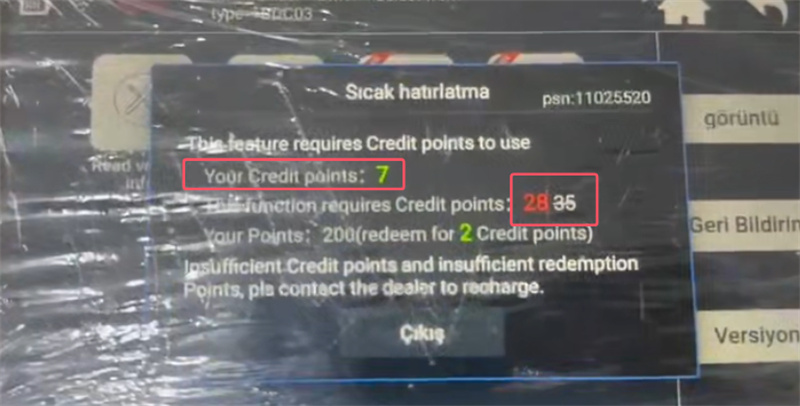 Sıcak hatırlatma
psn:11025520
This feature requires Credit points to use
Your Credit points: 7
This function requires Credit points: 28 35
Your Points: 200(redeem for 2 Credit points)
Insufficient Credit points and insufficient redemption
Points, pls contact the dealer to recharge.
Çıkış
Read
görüntü
Geri Bildirin
Versiyon